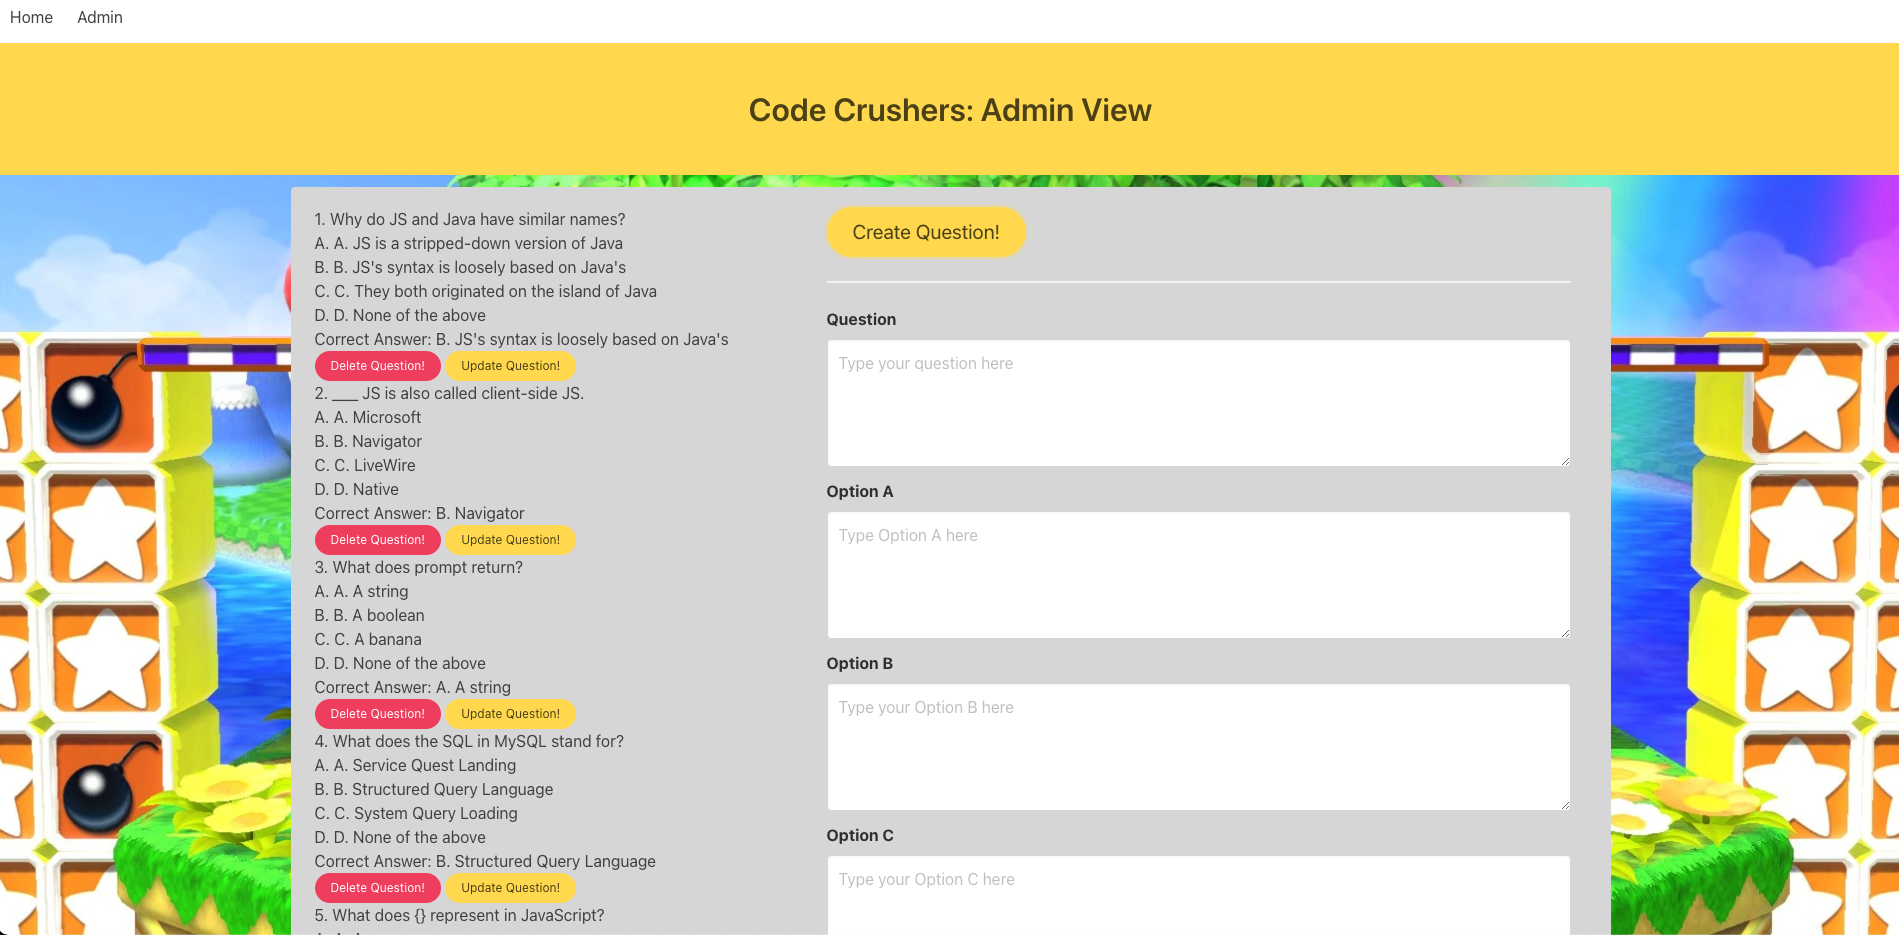 Home Admin
Code Crushers: Admin View
1. Why do JS and Java have similar names?
A. A. JS is a stripped-down version of Java
B. B. JS's syntax is loosely based on Java's
C. C. They both originated on the island of Java
D. D. None of the above
Correct Answer: B. JS's syntax is loosely based on Java's
Delete Question! Update Question!
2. ____ JS is also called client-side JS.
A. A. Microsoft
B. B. Navigator
C. C. LiveWire
D. D. Native
Correct Answer: B. Navigator
Delete Question! Update Question!
3. What does prompt return?
A. A. A string
B. B. A boolean
C. C. A banana
D. D. None of the above
Correct Answer: A. A string
Delete Question! Update Question!
4. What does the SQL in MySQL stand for?
A. A. Service Quest Landing
B. B. Structured Query Language
C. C. System Query Loading
D. D. None of the above
Correct Answer: B. Structured Query Language
Delete Question! Update Question!
5. What does {} represent in JavaScript?
Create Question!
Question
Type your question here
Option A
Type Option A here
Option B
Type your Option B here
Option C
Type your Option C here